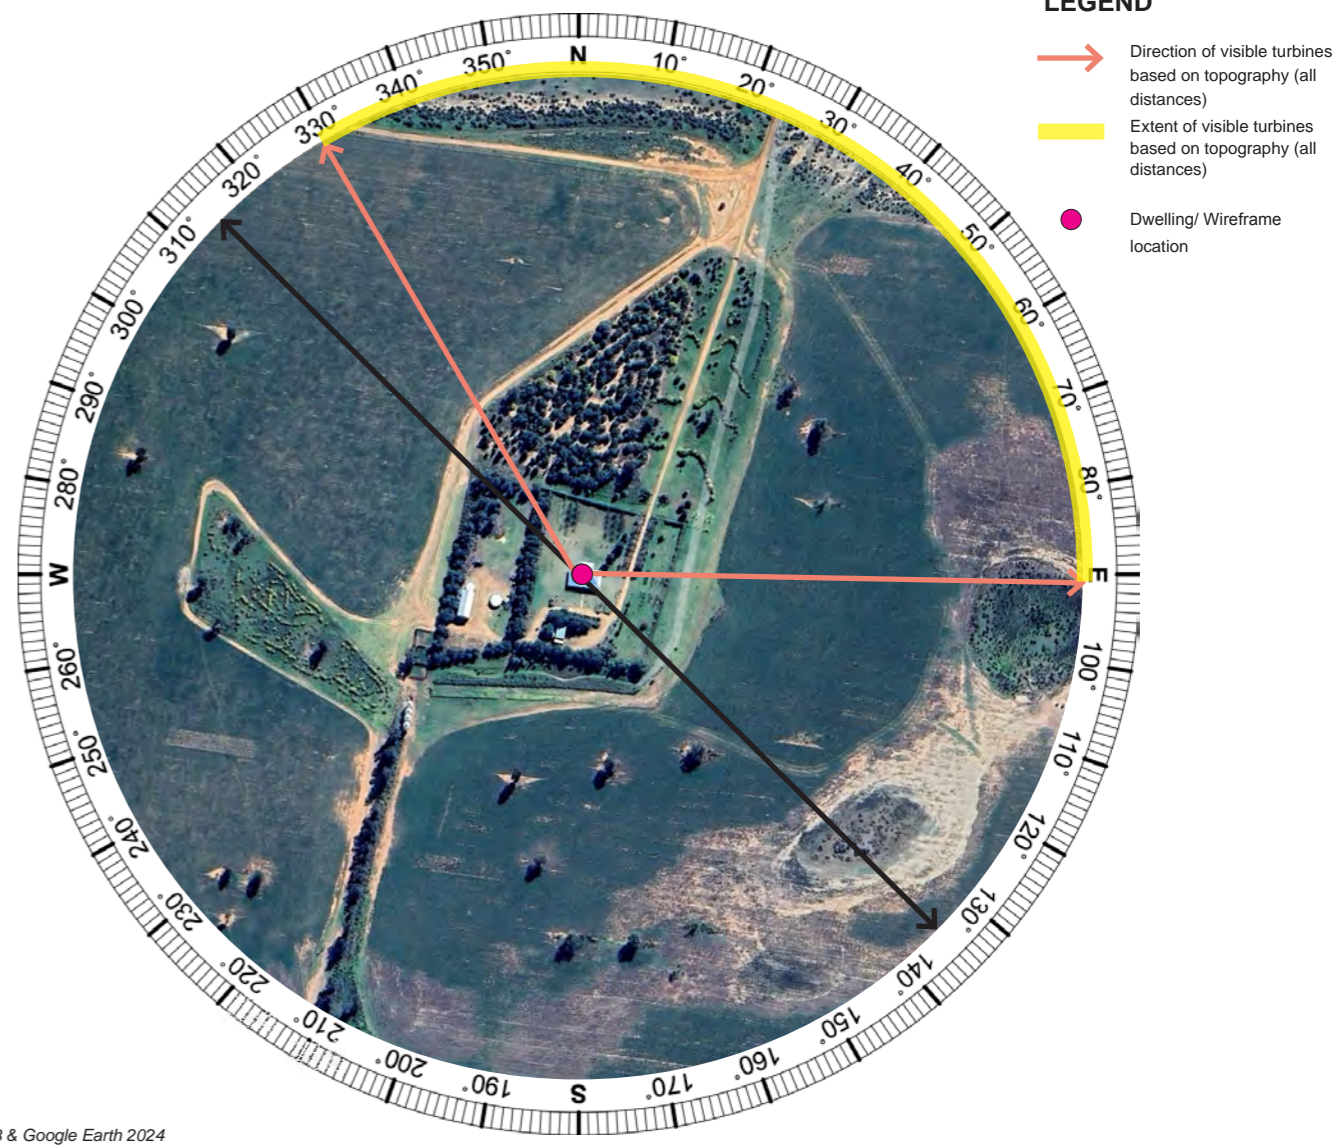 LEGEND
Direction of visible turbines
based on topography (all
distances)
Extent of visible turbines
based on topography (all
distances)
Dwelling/ Wireframe
location
N
10°
20°
30°
40°
50°
60°
70°
80°
E
100°
110°
120°
130°
140°
150°
160°
170°
S
190°
200°
210°
220°
230°
240°
250°
260°
W
280°
290°
300°
310°
320°
330°
340°
350°
& Google Earth 2024